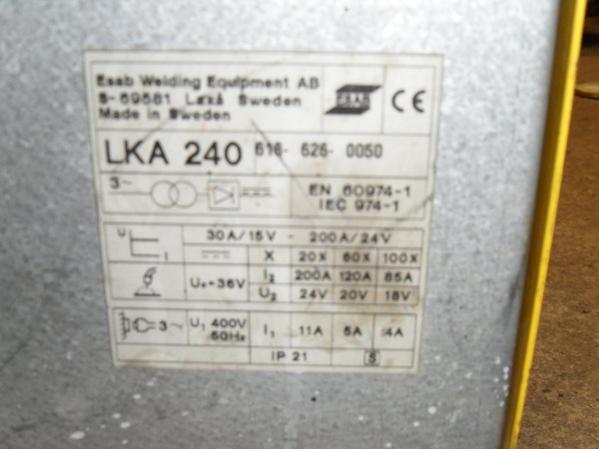 Esab Welding Equipment AB
S-69581 Laxå Sweden
Made in Sweden
ESAB
CE
LKA 240 616- 626- 0050
3~
EN 60974-1
IEC 974-1
U
I
30A/15V - 200A/24V
X 20% 60% 100%
U₀=36V I₂ 200A 120A 85A
U₂ 24V 20V 18V
3~ U₁ 400V I₁ 11A 5A 4A
50Hz
IP 21 S